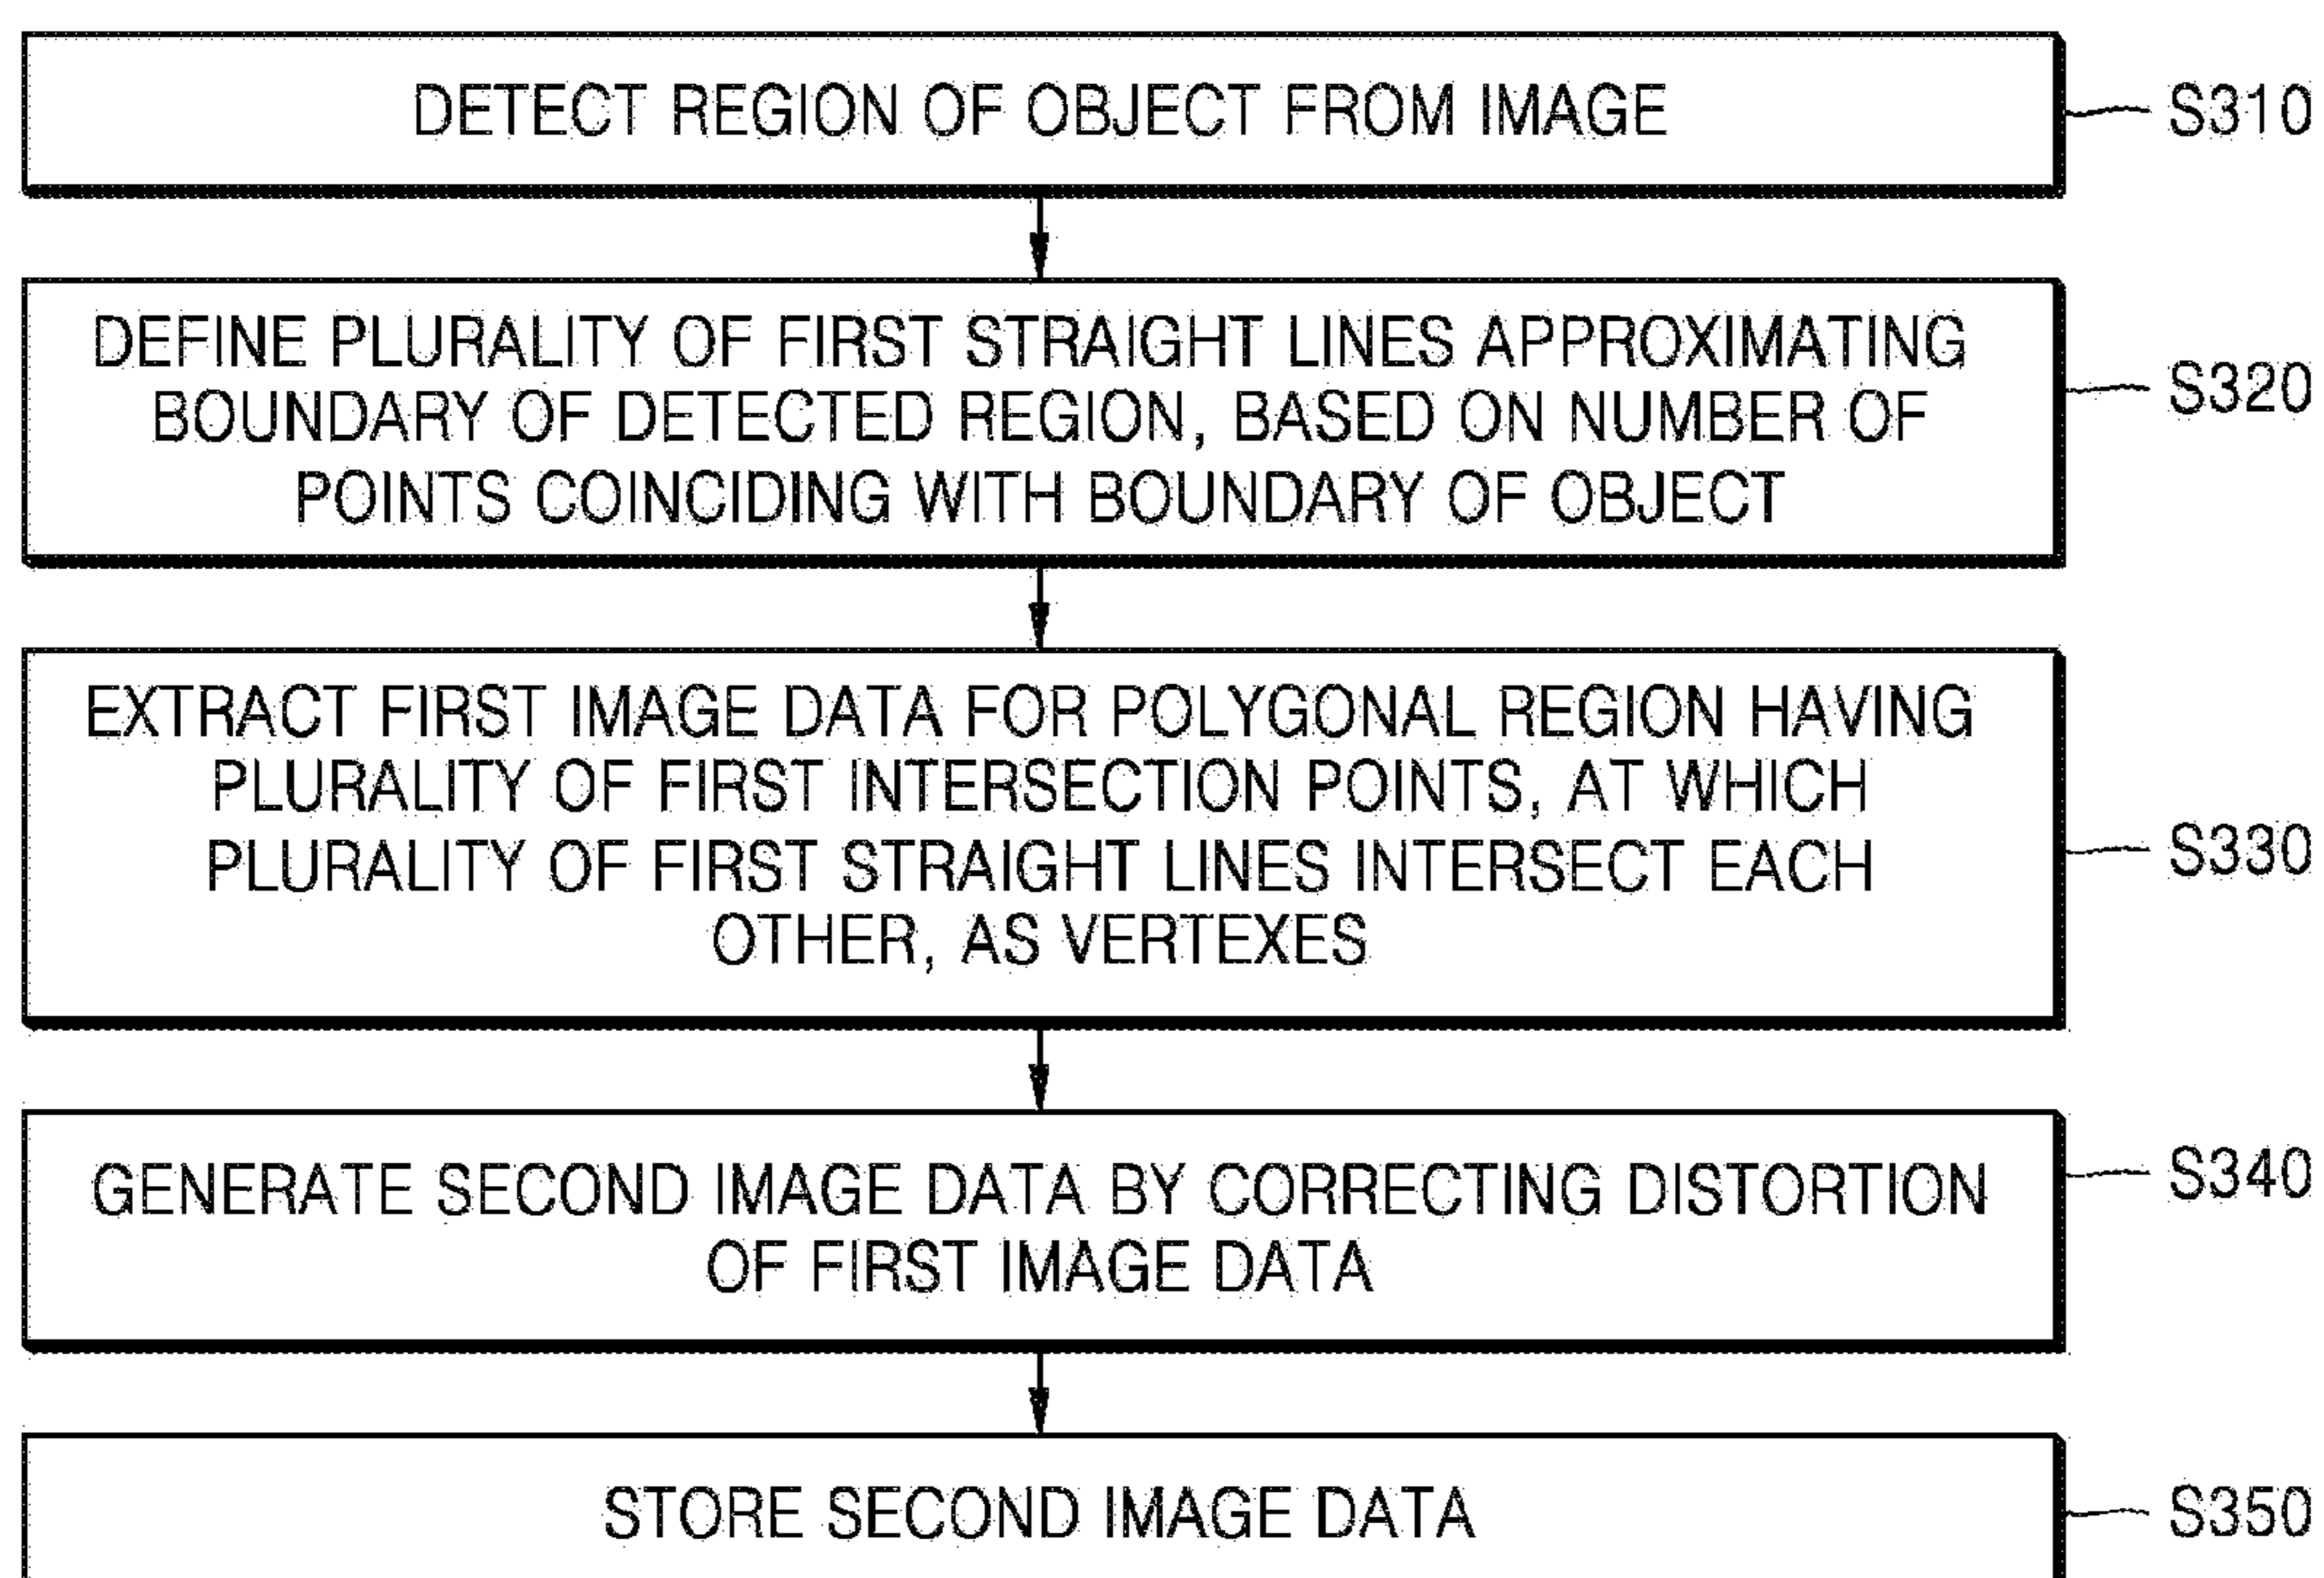 DETECT REGION OF OBJECT FROM IMAGE
S310
DEFINE PLURALITY OF FIRST STRAIGHT LINES APPROXIMATING
BOUNDARY OF DETECTED REGION, BASED ON NUMBER OF
POINTS COINCIDING WITH BOUNDARY OF OBJECT
S320
EXTRACT FIRST IMAGE DATA FOR POLYGONAL REGION HAVING
PLURALITY OF FIRST INTERSECTION POINTS, AT WHICH
PLURALITY OF FIRST STRAIGHT LINES INTERSECT EACH
OTHER, AS VERTEXES
S330
GENERATE SECOND IMAGE DATA BY CORRECTING DISTORTION
OF FIRST IMAGE DATA
S340
STORE SECOND IMAGE DATA
S350